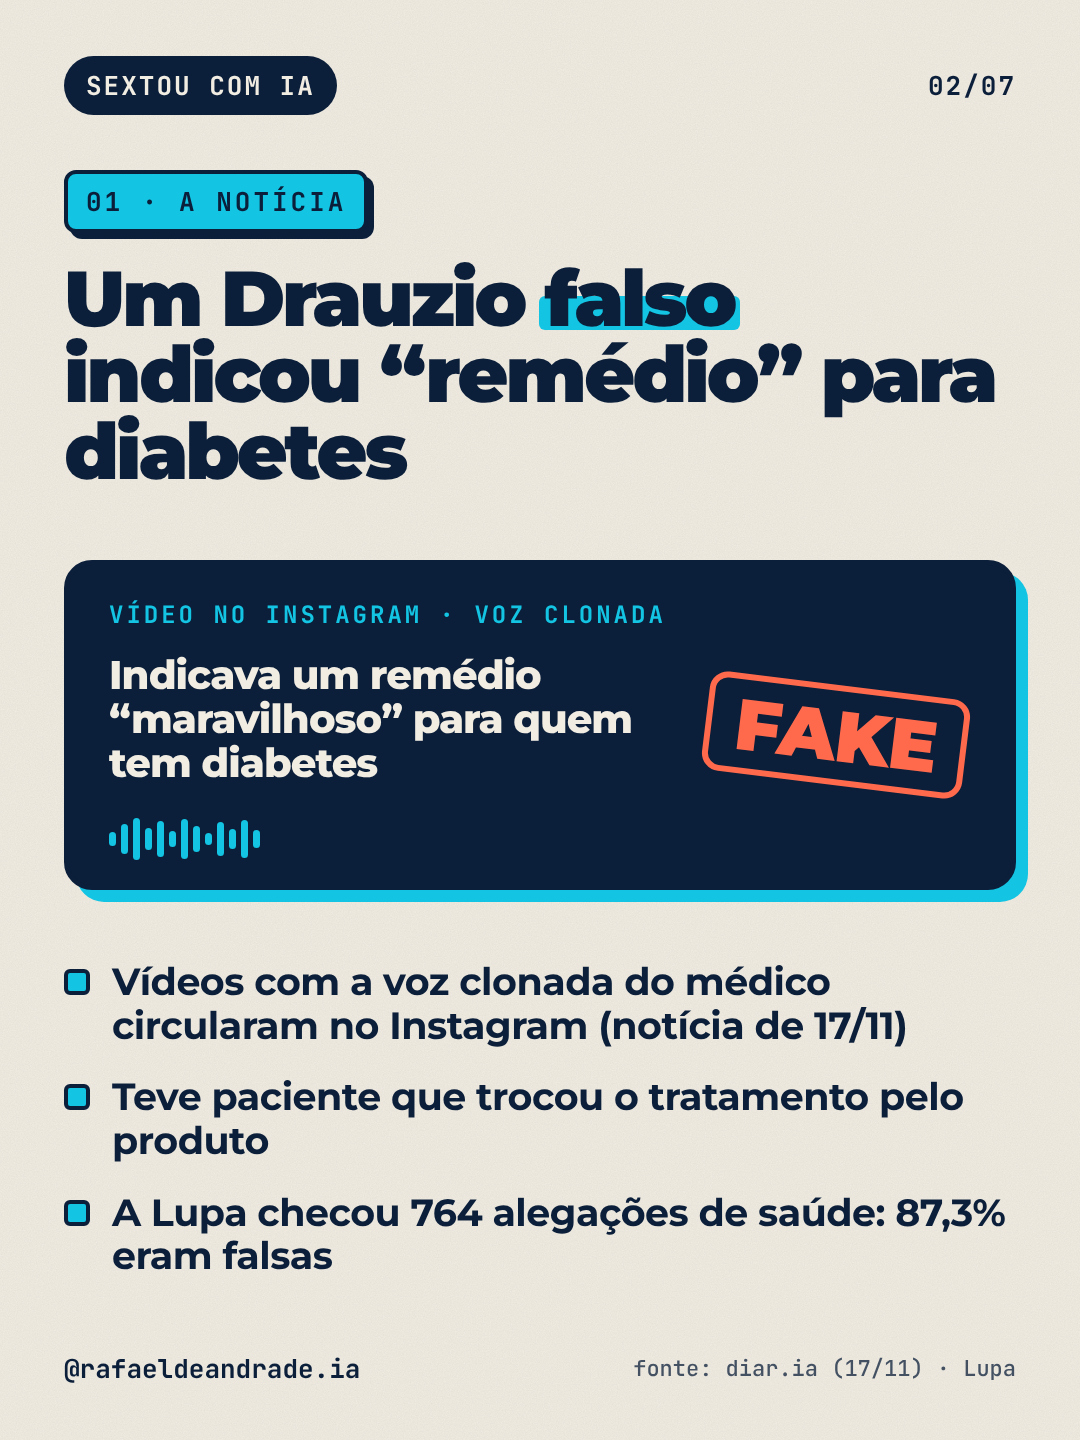 SEXTOU COM IA
02/07
01 · A NOTÍCIA
Um Drauzio falso
indicou “remédio” para
diabetes
VÍDEO NO INSTAGRAM · VOZ CLONADA
Indicava um remédio
“maravilhoso” para quem
tem diabetes
FAKE
Vídeos com a voz clonada do médico
circularam no Instagram (notícia de 17/11)
Teve paciente que trocou o tratamento pelo
produto
A Lupa checou 764 alegações de saúde: 87,3%
eram falsas
@rafaeldeandrade.ia
fonte: diar.ia (17/11) · Lupa